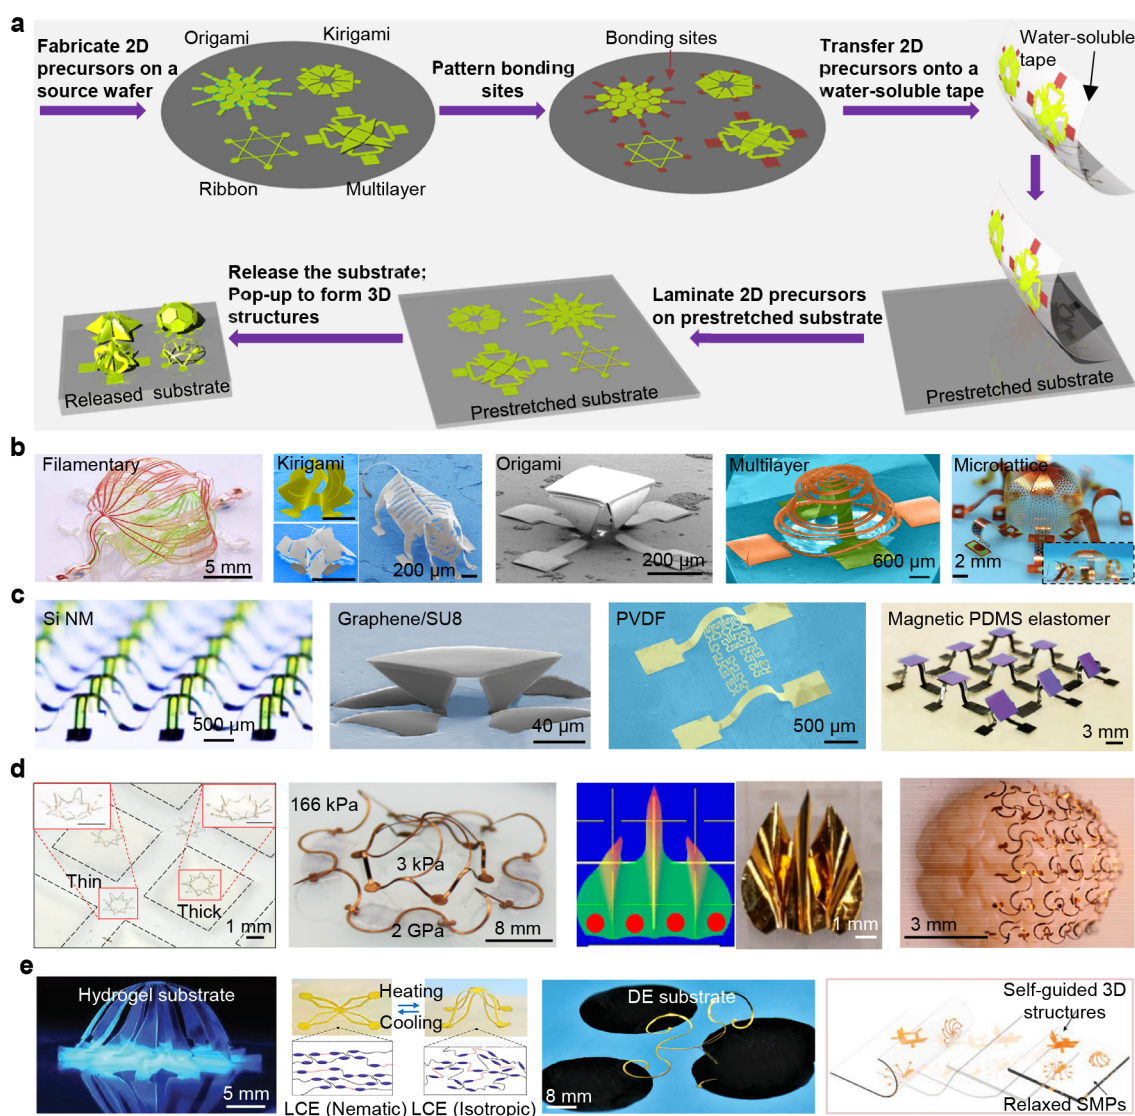 a
Fabricate 2D
precursors on a
source wafer
Origami
Kirigami
Ribbon
Multilayer
Pattern bonding
sites
Bonding sites
Transfer 2D
precursors onto a
water-soluble tape
Water-soluble
tape
Release the substrate;
Pop-up to form 3D
structures
Laminate 2D precursors
on prestretched substrate
Released substrate
Prestretched substrate
Prestretched substrate
b
Filamentary
5 mm
Kirigami
200 μm
Origami
200 μm
Multilayer
600 μm
Microlattice
2 mm
c
Si NM
500 μm
Graphene/SU8
40 μm
PVDF
500 μm
Magnetic PDMS elastomer
3 mm
d
Thin
Thick
1 mm
166 kPa
3 kPa
2 GPa
8 mm
1 mm
3 mm
e
Hydrogel substrate
5 mm
Heating
Cooling
LCE (Nematic)
LCE (Isotropic)
DE substrate
8 mm
Self-guided 3D
structures
Relaxed SMPs